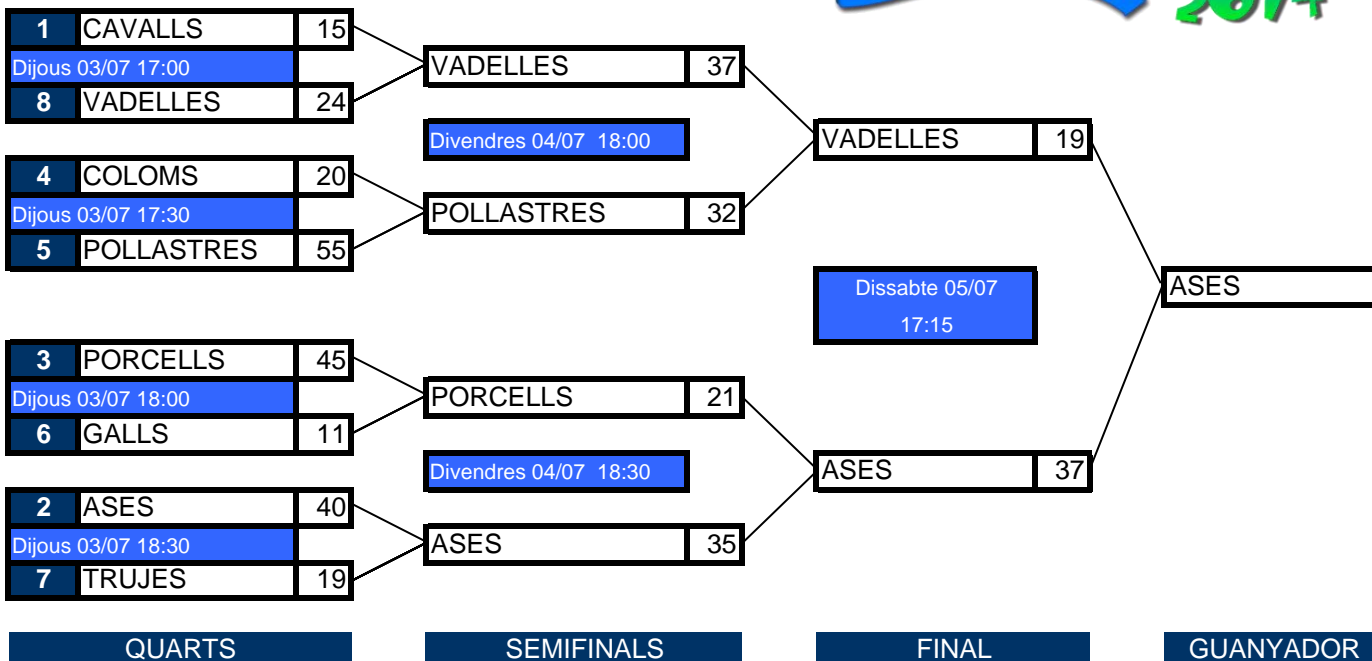 2014
1 CAVALLS 15
Dijous 03/07 17:00
8 VADELLES 24
4 COLOMS 20
Dijous 03/07 17:30
5 POLLASTRES 55
3 PORCELLS 45
Dijous 03/07 18:00
6 GALLS 11
2 ASES 40
Dijous 03/07 18:30
7 TRUJES 19
QUARTS
VADELLES 37
Divendres 04/07 18:00
POLLASTRES 32
PORCELLS 21
Divendres 04/07 18:30
ASES 35
SEMIFINALS
VADELLES 19
Dissabte 05/07
17:15
ASES 37
FINAL
ASES
GUANYADOR